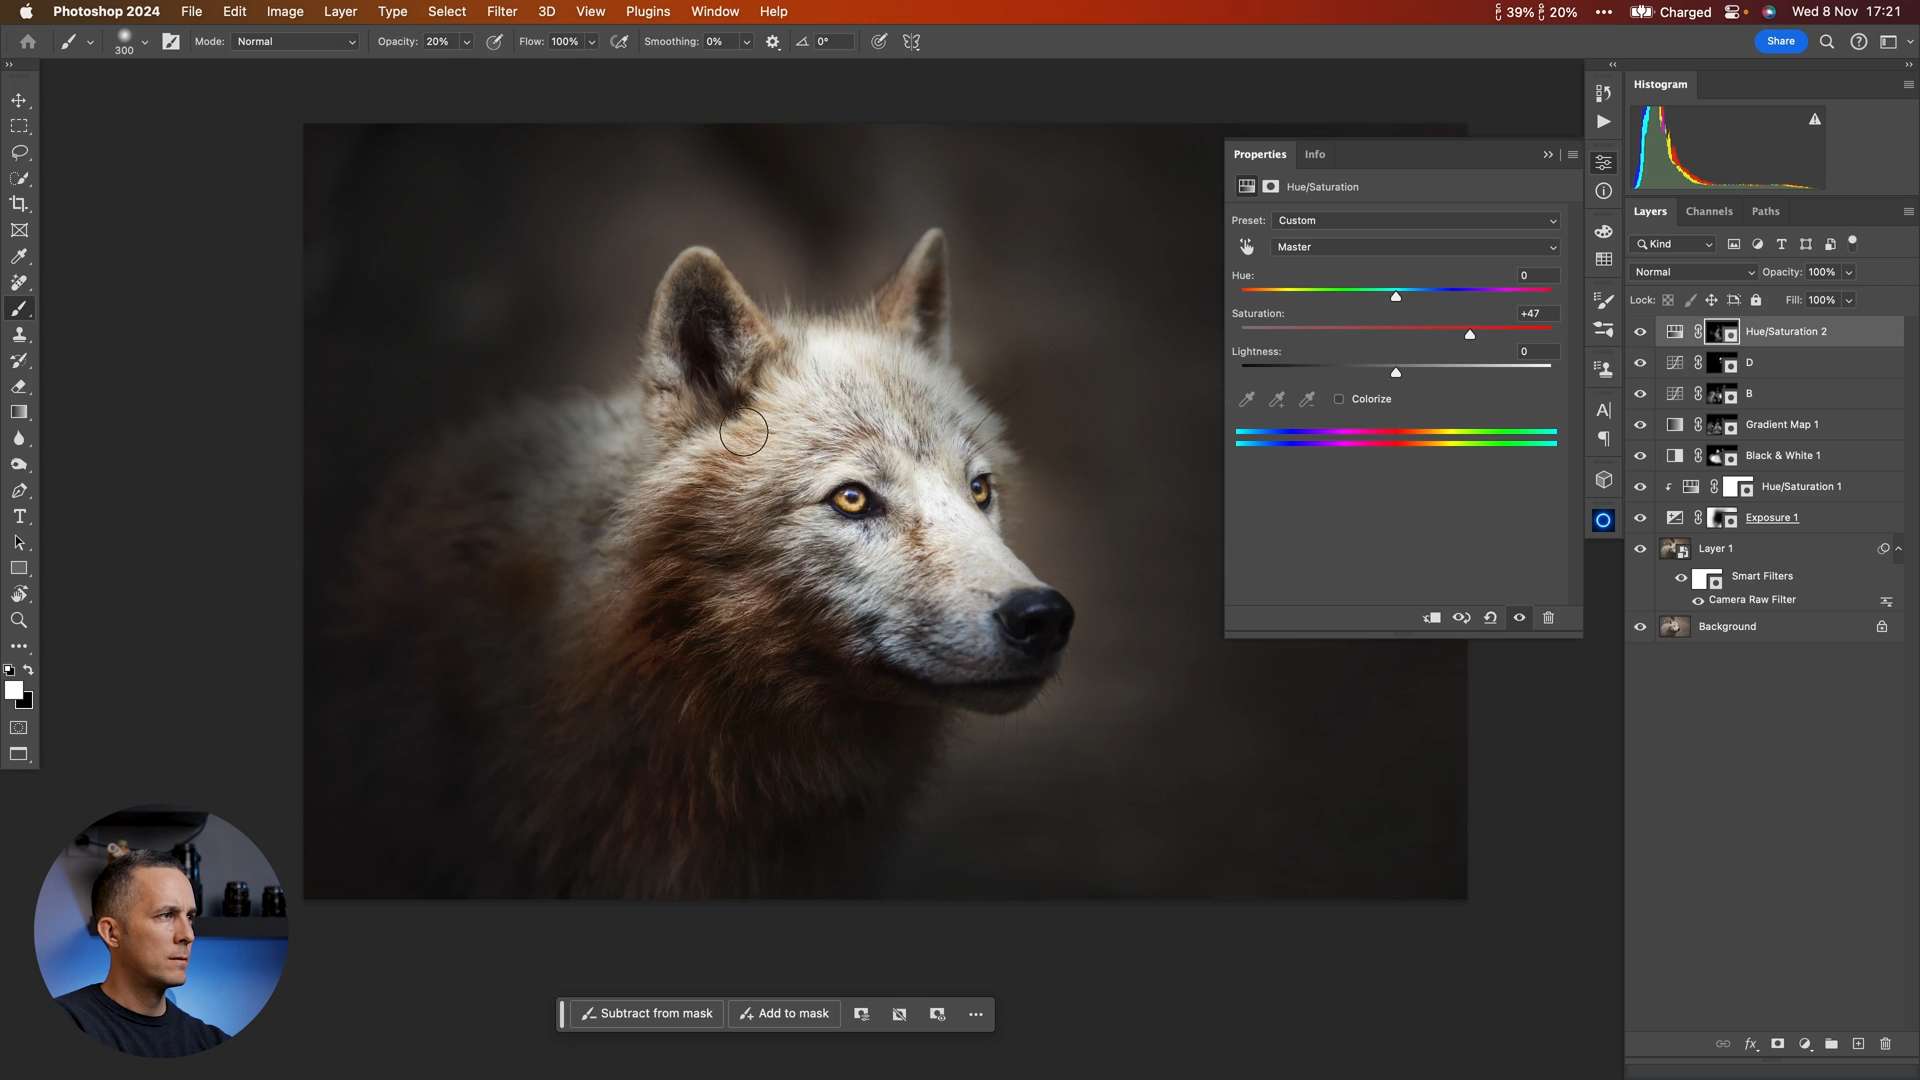 Photoshop 2024 File Edit Image Layer Type Select Filter 3D View Plugins Window Help
39% 20% ••• Charged Wed 8 Nov 17:21
300 Mode: Normal Opacity: 20% Flow: 100% Smoothing: 0% 0° Share
Histogram
Properties Info
Hue/Saturation
Preset: Custom
Master
Hue: 0
Saturation: +47
Lightness: 0
Colorize
Layers Channels Paths
Kind
Normal Opacity: 100%
Lock: Fill: 100%
Hue/Saturation 2
D
B
Gradient Map 1
Black & White 1
Hue/Saturation 1
Exposure 1
Layer 1
Smart Filters
Camera Raw Filter
Background
Subtract from mask Add to mask